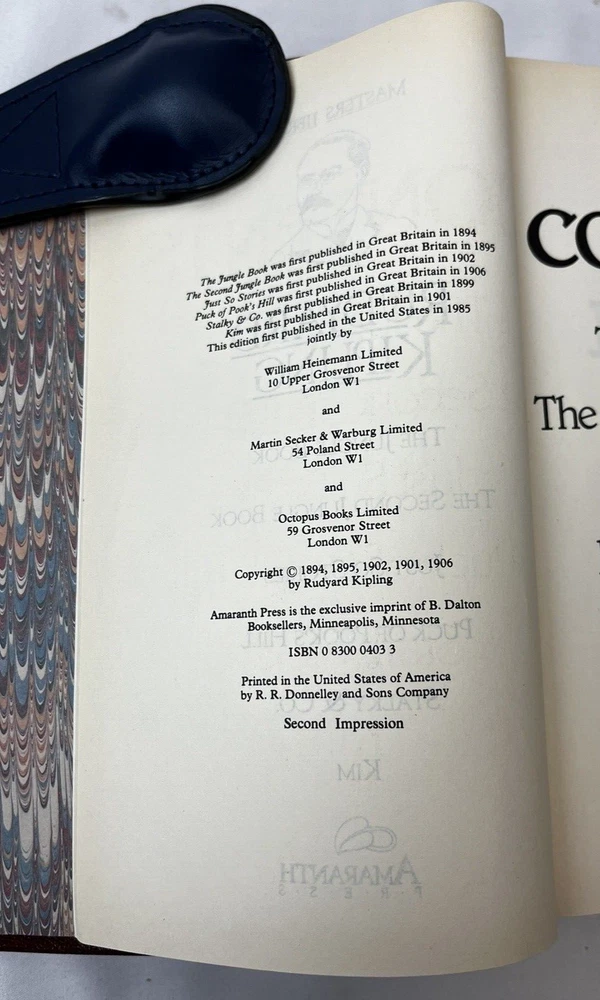 The Jungle Book was first published in Great Britain in 1894
The Second Jungle Book was first published in Great Britain in 1895
Just So Stories was first published in Great Britain in 1902
Puck of Pook's Hill was first published in Great Britain in 1906
Stalky & Co. was first published in Great Britain in 1899
Kim was first published in Great Britain in 1901
This edition first published in the United States in 1985
jointly by
William Heinemann Limited
10 Upper Grosvenor Street
London W1
and
Martin Secker & Warburg Limited
54 Poland Street
London W1
and
Octopus Books Limited
59 Grosvenor Street
London W1
Copyright © 1894, 1895, 1902, 1901, 1906
by Rudyard Kipling
Amaranth Press is the exclusive imprint of B. Dalton
Booksellers, Minneapolis, Minnesota
ISBN 0 8300 0403 3
Printed in the United States of America
by R. R. Donnelley and Sons Company
Second Impression
CO
The